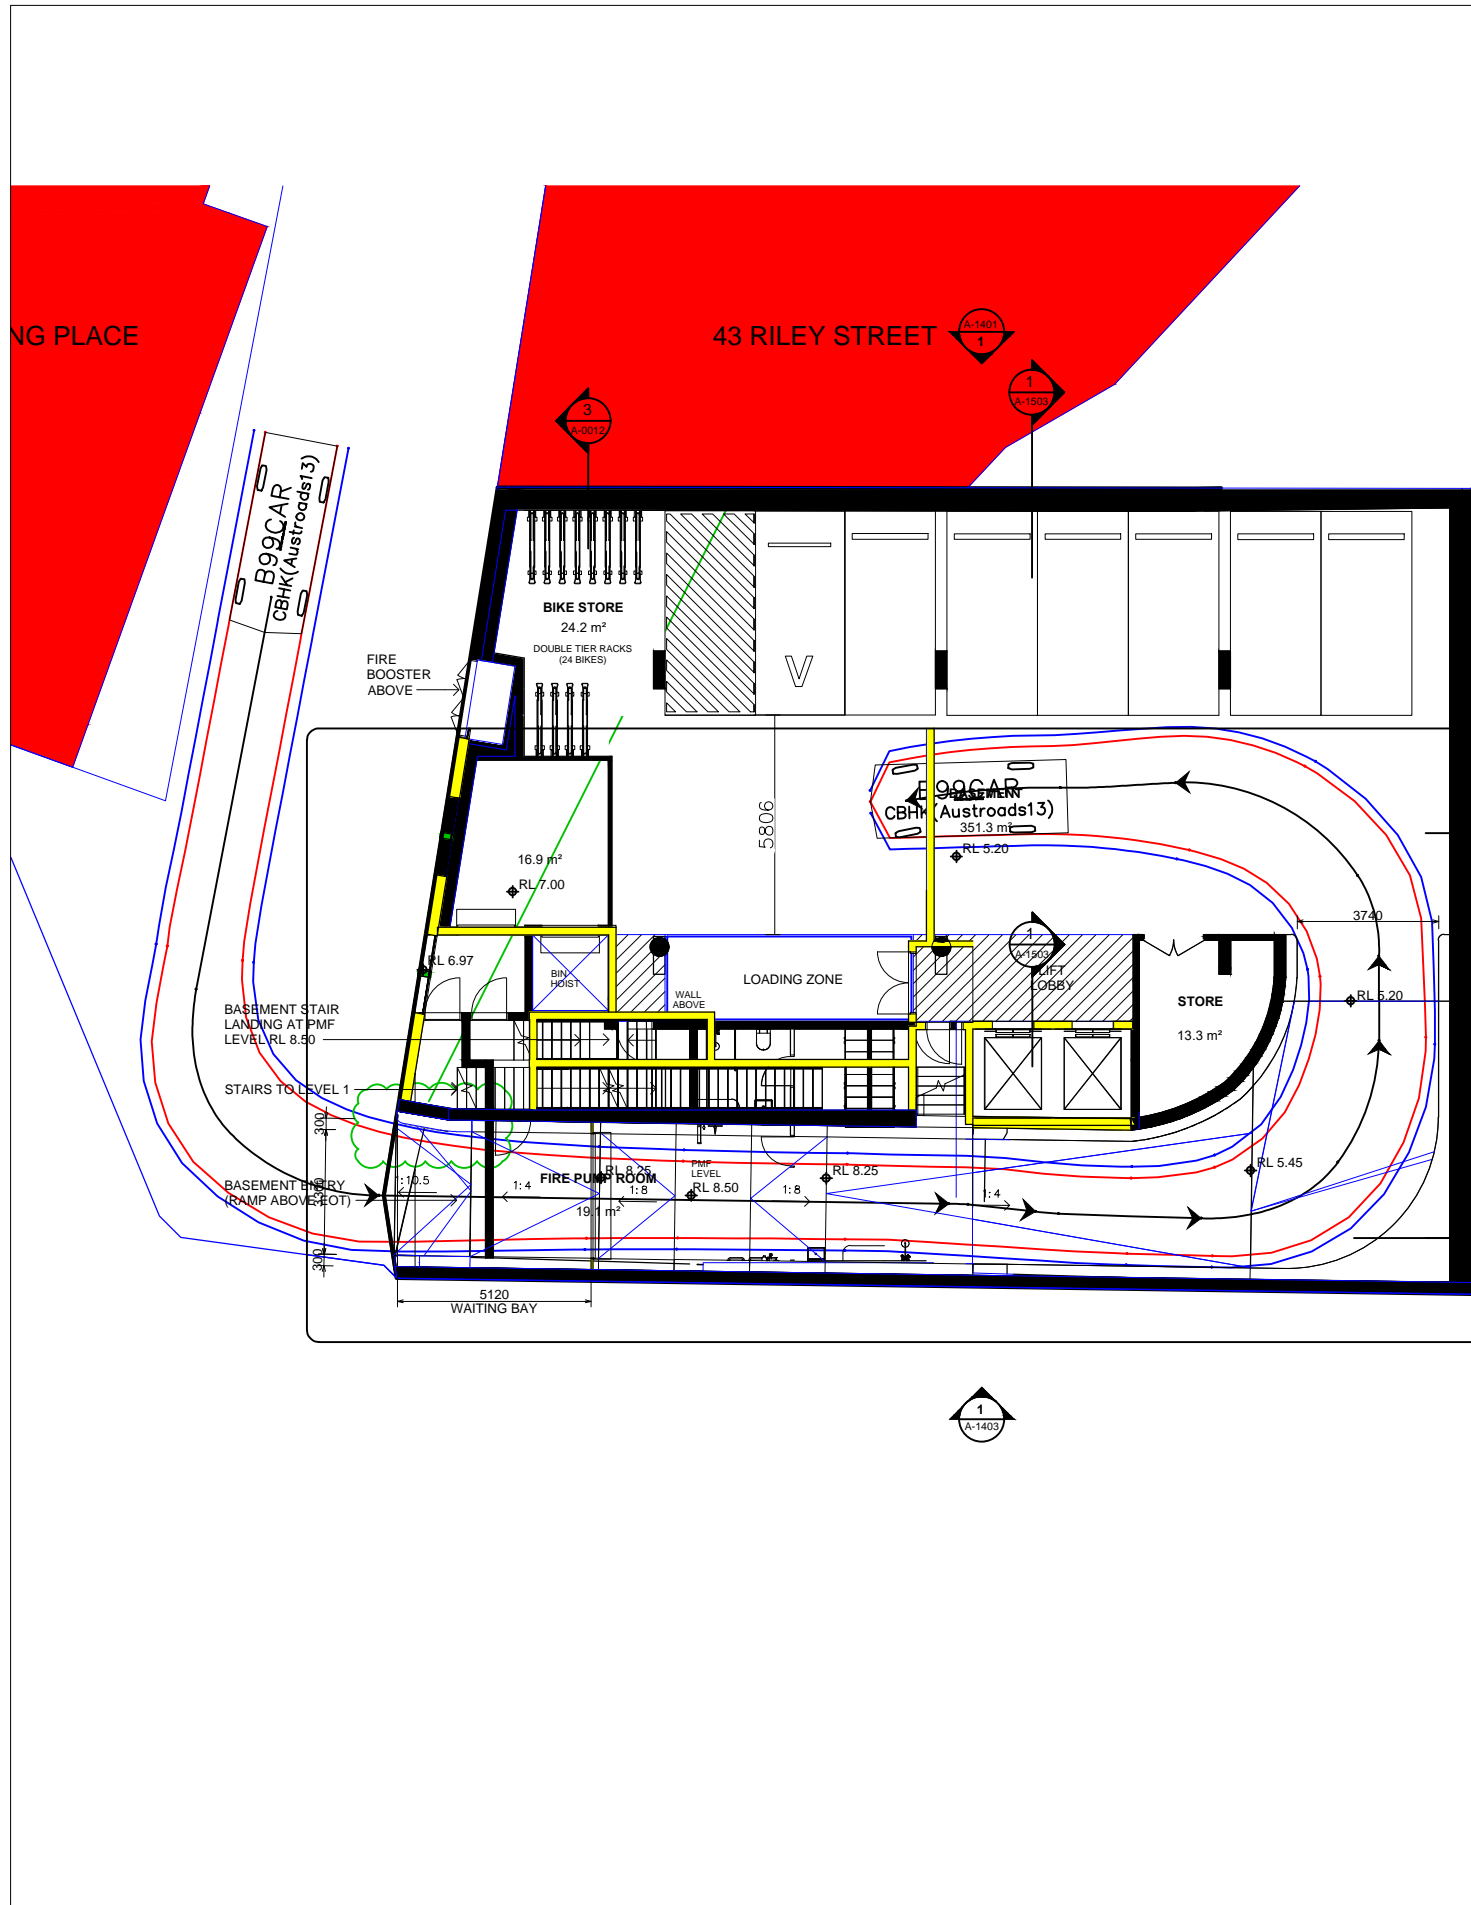 NG PLACE
43 RILEY STREET
A-1401
1
1
A-1503
3
A-0012
B99CAR
CBHK(Austroads13)
BIKE STORE
24.2 m²
DOUBLE TIER RACKS
(24 BIKES)
FIRE
BOOSTER
ABOVE
V
5806
B99CAR
CBHK(Austroads13)
BASEMENT
351.3 m²
RL 5.20
16.9 m²
RL 7.00
3740
RL 6.97
BIN
HOIST
WALL
ABOVE
LOADING ZONE
1
A-1503
LIFT
LOBBY
STORE
13.3 m²
RL 5.20
BASEMENT STAIR
LANDING AT PMF
LEVEL RL 8.50
STAIRS TO LEVEL 1
300
BASEMENT ENTRY
(RAMP ABOVE EOT)
300
1:10.5
1:4
FIRE PUMP ROOM
19.1 m²
RL 8.25
1:8
PMF
LEVEL
RL 8.50
1:8
RL 8.25
1:4
RL 5.45
5120
WAITING BAY
1
A-1403